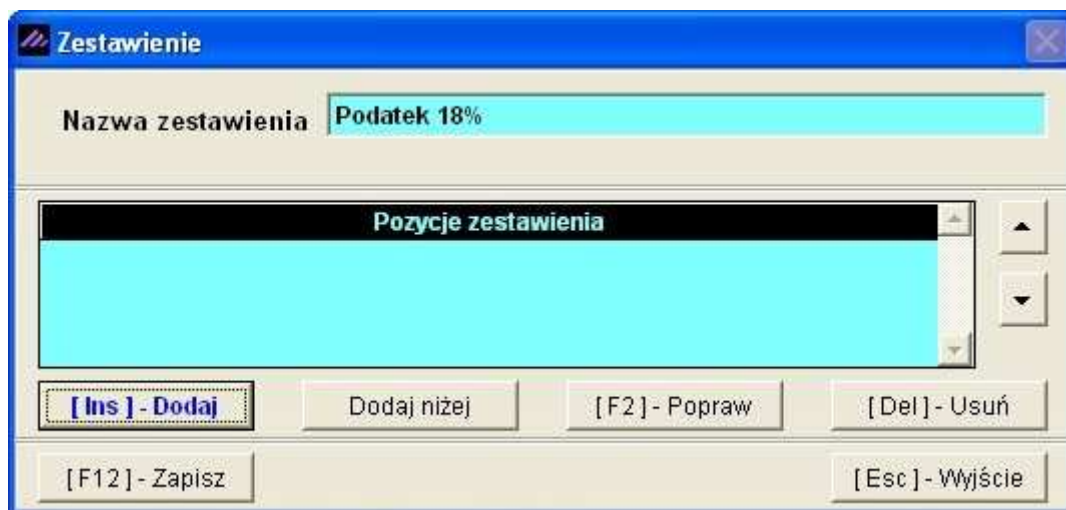 Zestawienie
Nazwa zestawienia Podatek 18%
Pozycje zestawienia
[ Ins ] - Dodaj Dodaj niżej [ F2 ] - Popraw [ Del ] - Usuń
[ F12 ] - Zapisz [ Esc ] - Wyjście